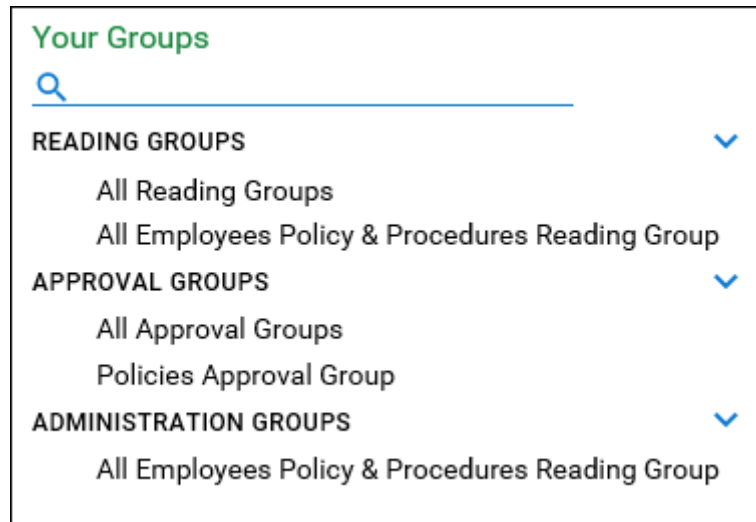 Your Groups
READING GROUPS
All Reading Groups
All Employees Policy & Procedures Reading Group
APPROVAL GROUPS
All Approval Groups
Policies Approval Group
ADMINISTRATION GROUPS
All Employees Policy & Procedures Reading Group